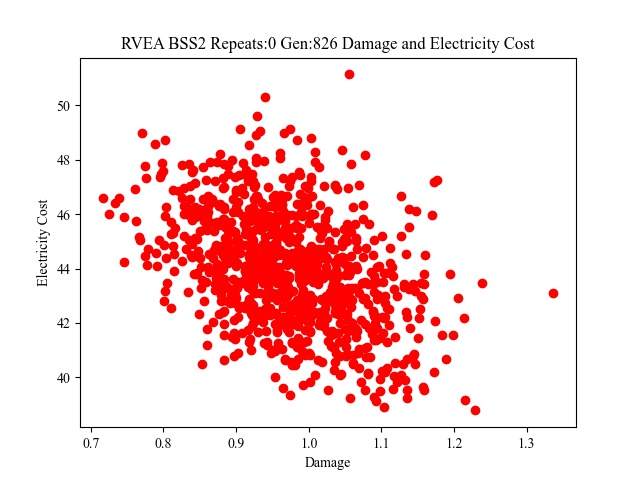 RVEA BSS2 Repeats:0 Gen:826 Damage and Electricity Cost
50
48
46
44
42
40
Electricity Cost
0.7 0.8 0.9 1.0 1.1 1.2 1.3
Damage